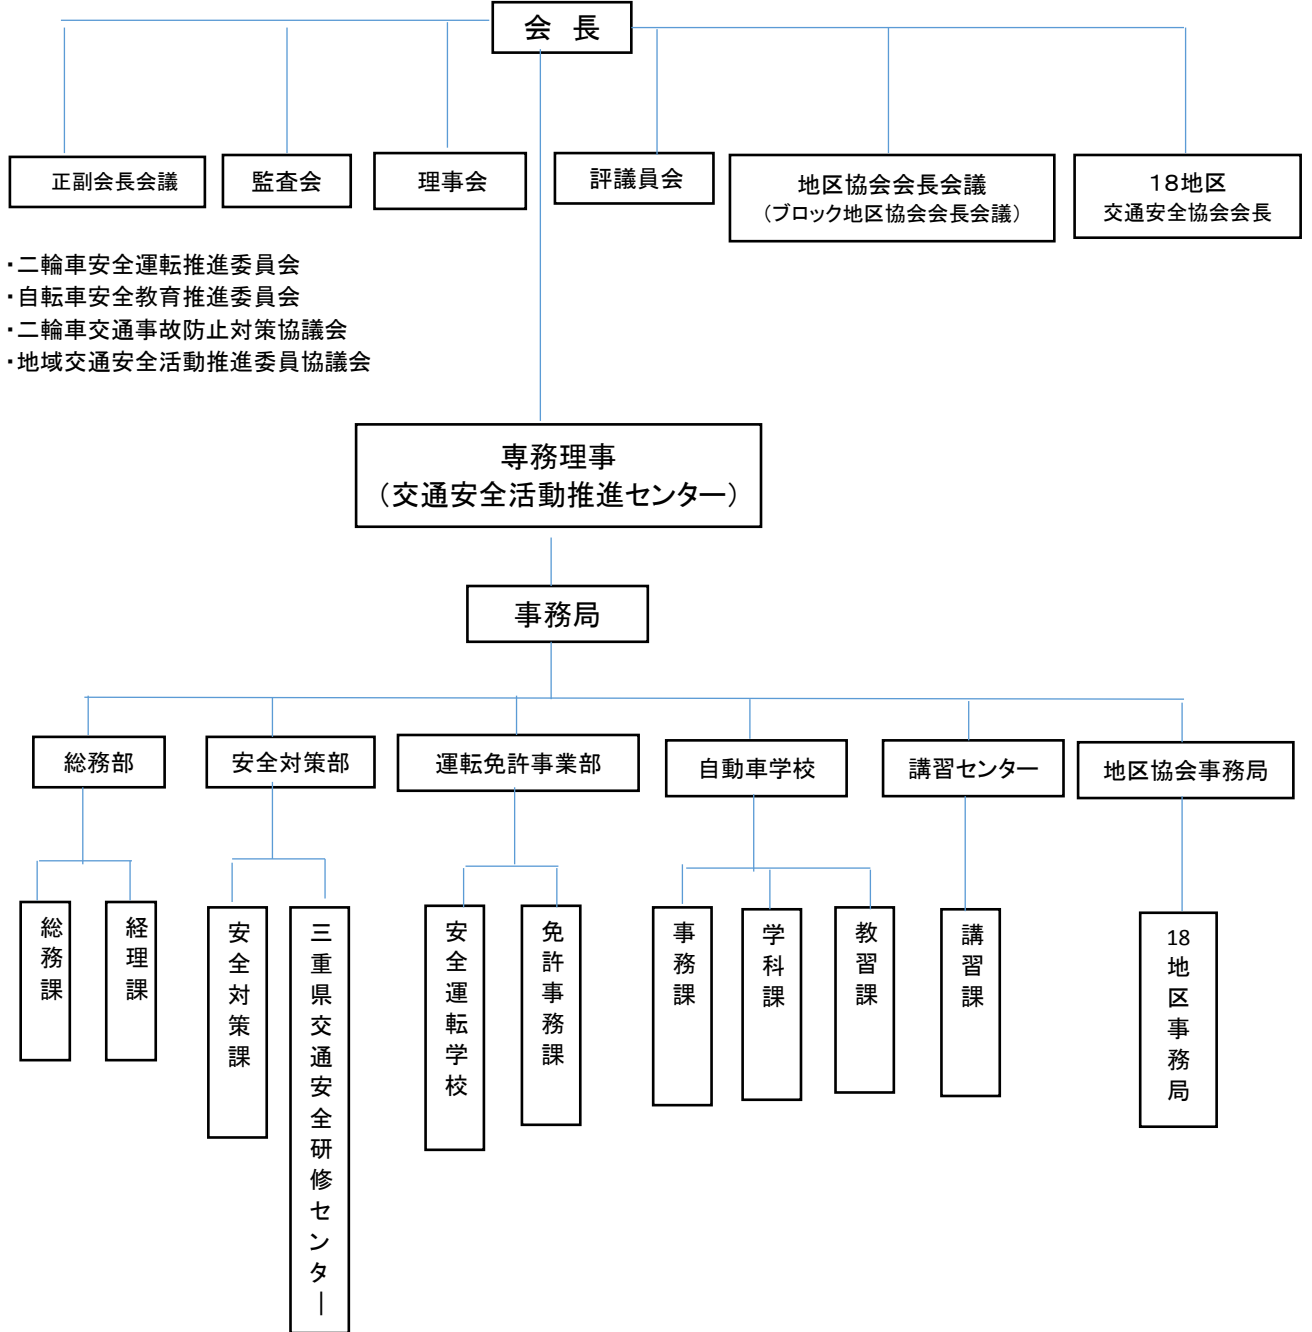 会 長
正副会長会議
監査会
理事会
評議員会
地区協会会長会議
（ブロック地区協会会長会議）
18地区
交通安全協会会長
・二輪車安全運転推進委員会
・自転車安全教育推進委員会
・二輪車交通事故防止対策協議会
・地域交通安全活動推進委員協議会
専務理事
（交通安全活動推進センター）
事務局
総務部
安全対策部
運転免許事業部
自動車学校
講習センター
地区協会事務局
総務課
経理課
安全対策課
三重県交通安全研修センター
安全運転学校
免許事務課
事務課
学科課
教習課
講習課
18地区事務局